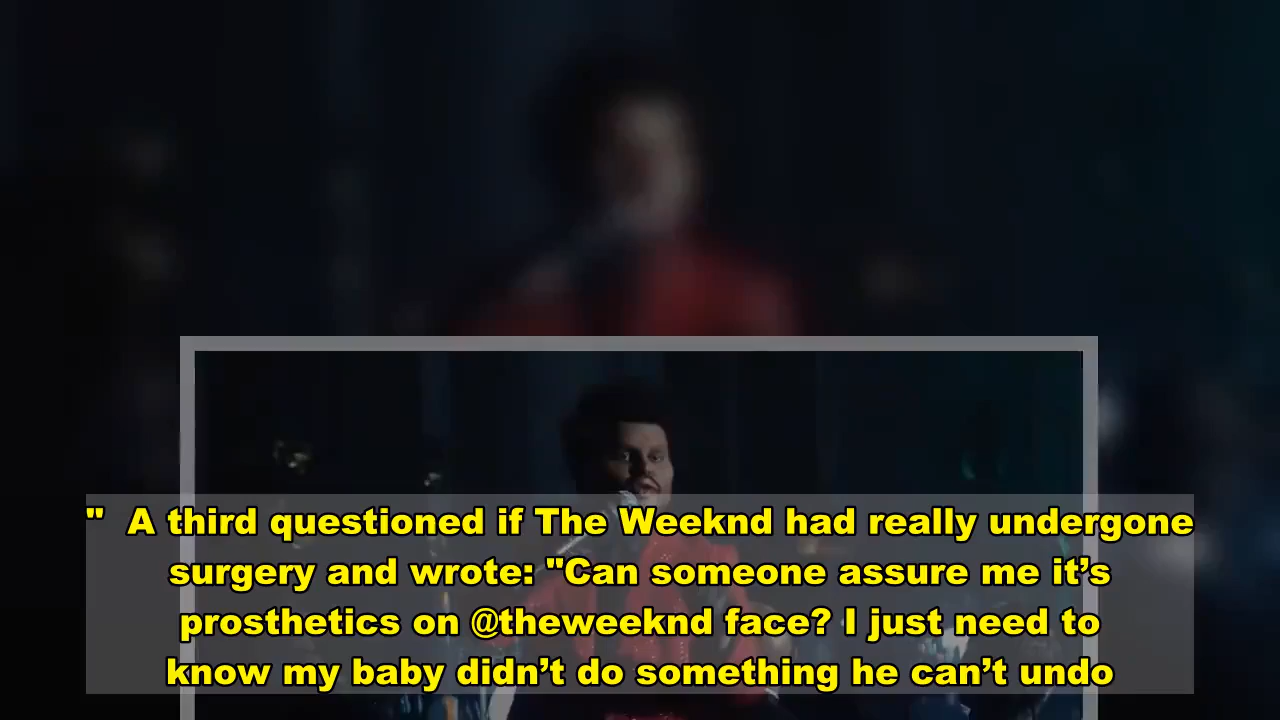 "  A third questioned if The Weeknd had really undergone
surgery and wrote: "Can someone assure me it’s
prosthetics on @theweeknd face? I just need to
know my baby didn’t do something he can’t undo